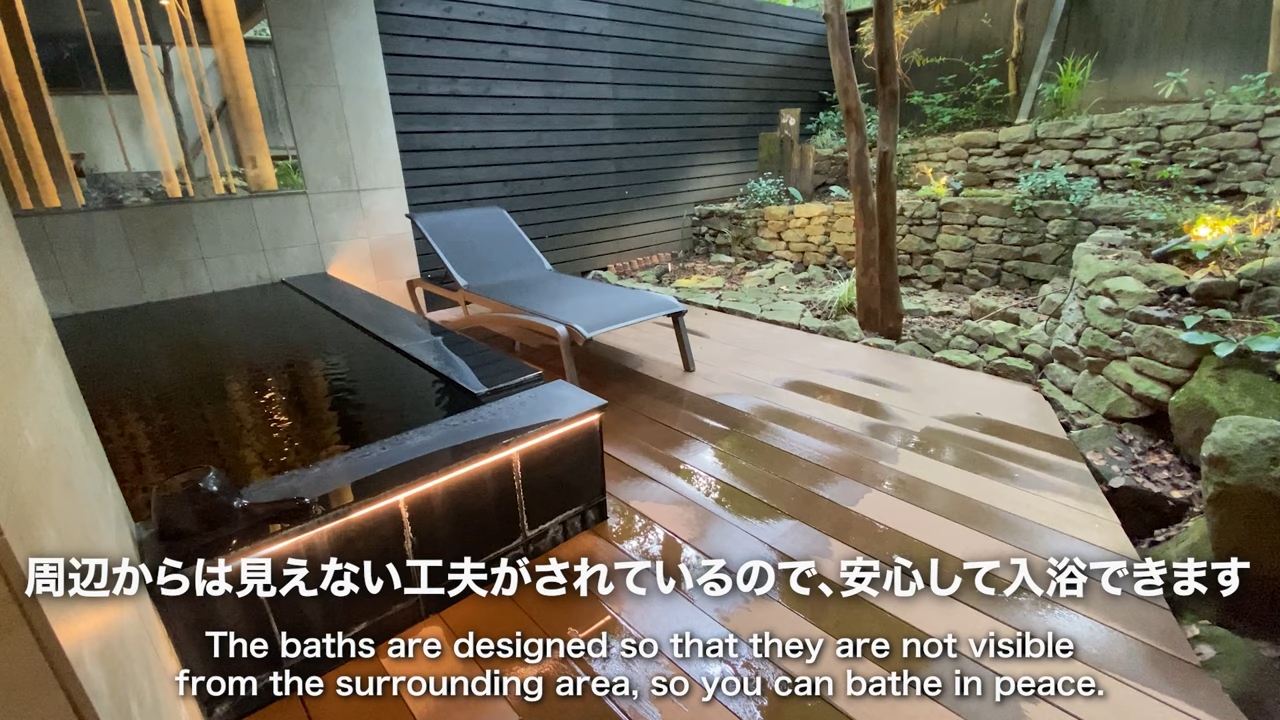 周辺からは見えない工夫がされているので、安心して入浴できます
The baths are designed so that they are not visible
from the surrounding area, so you can bathe in peace.